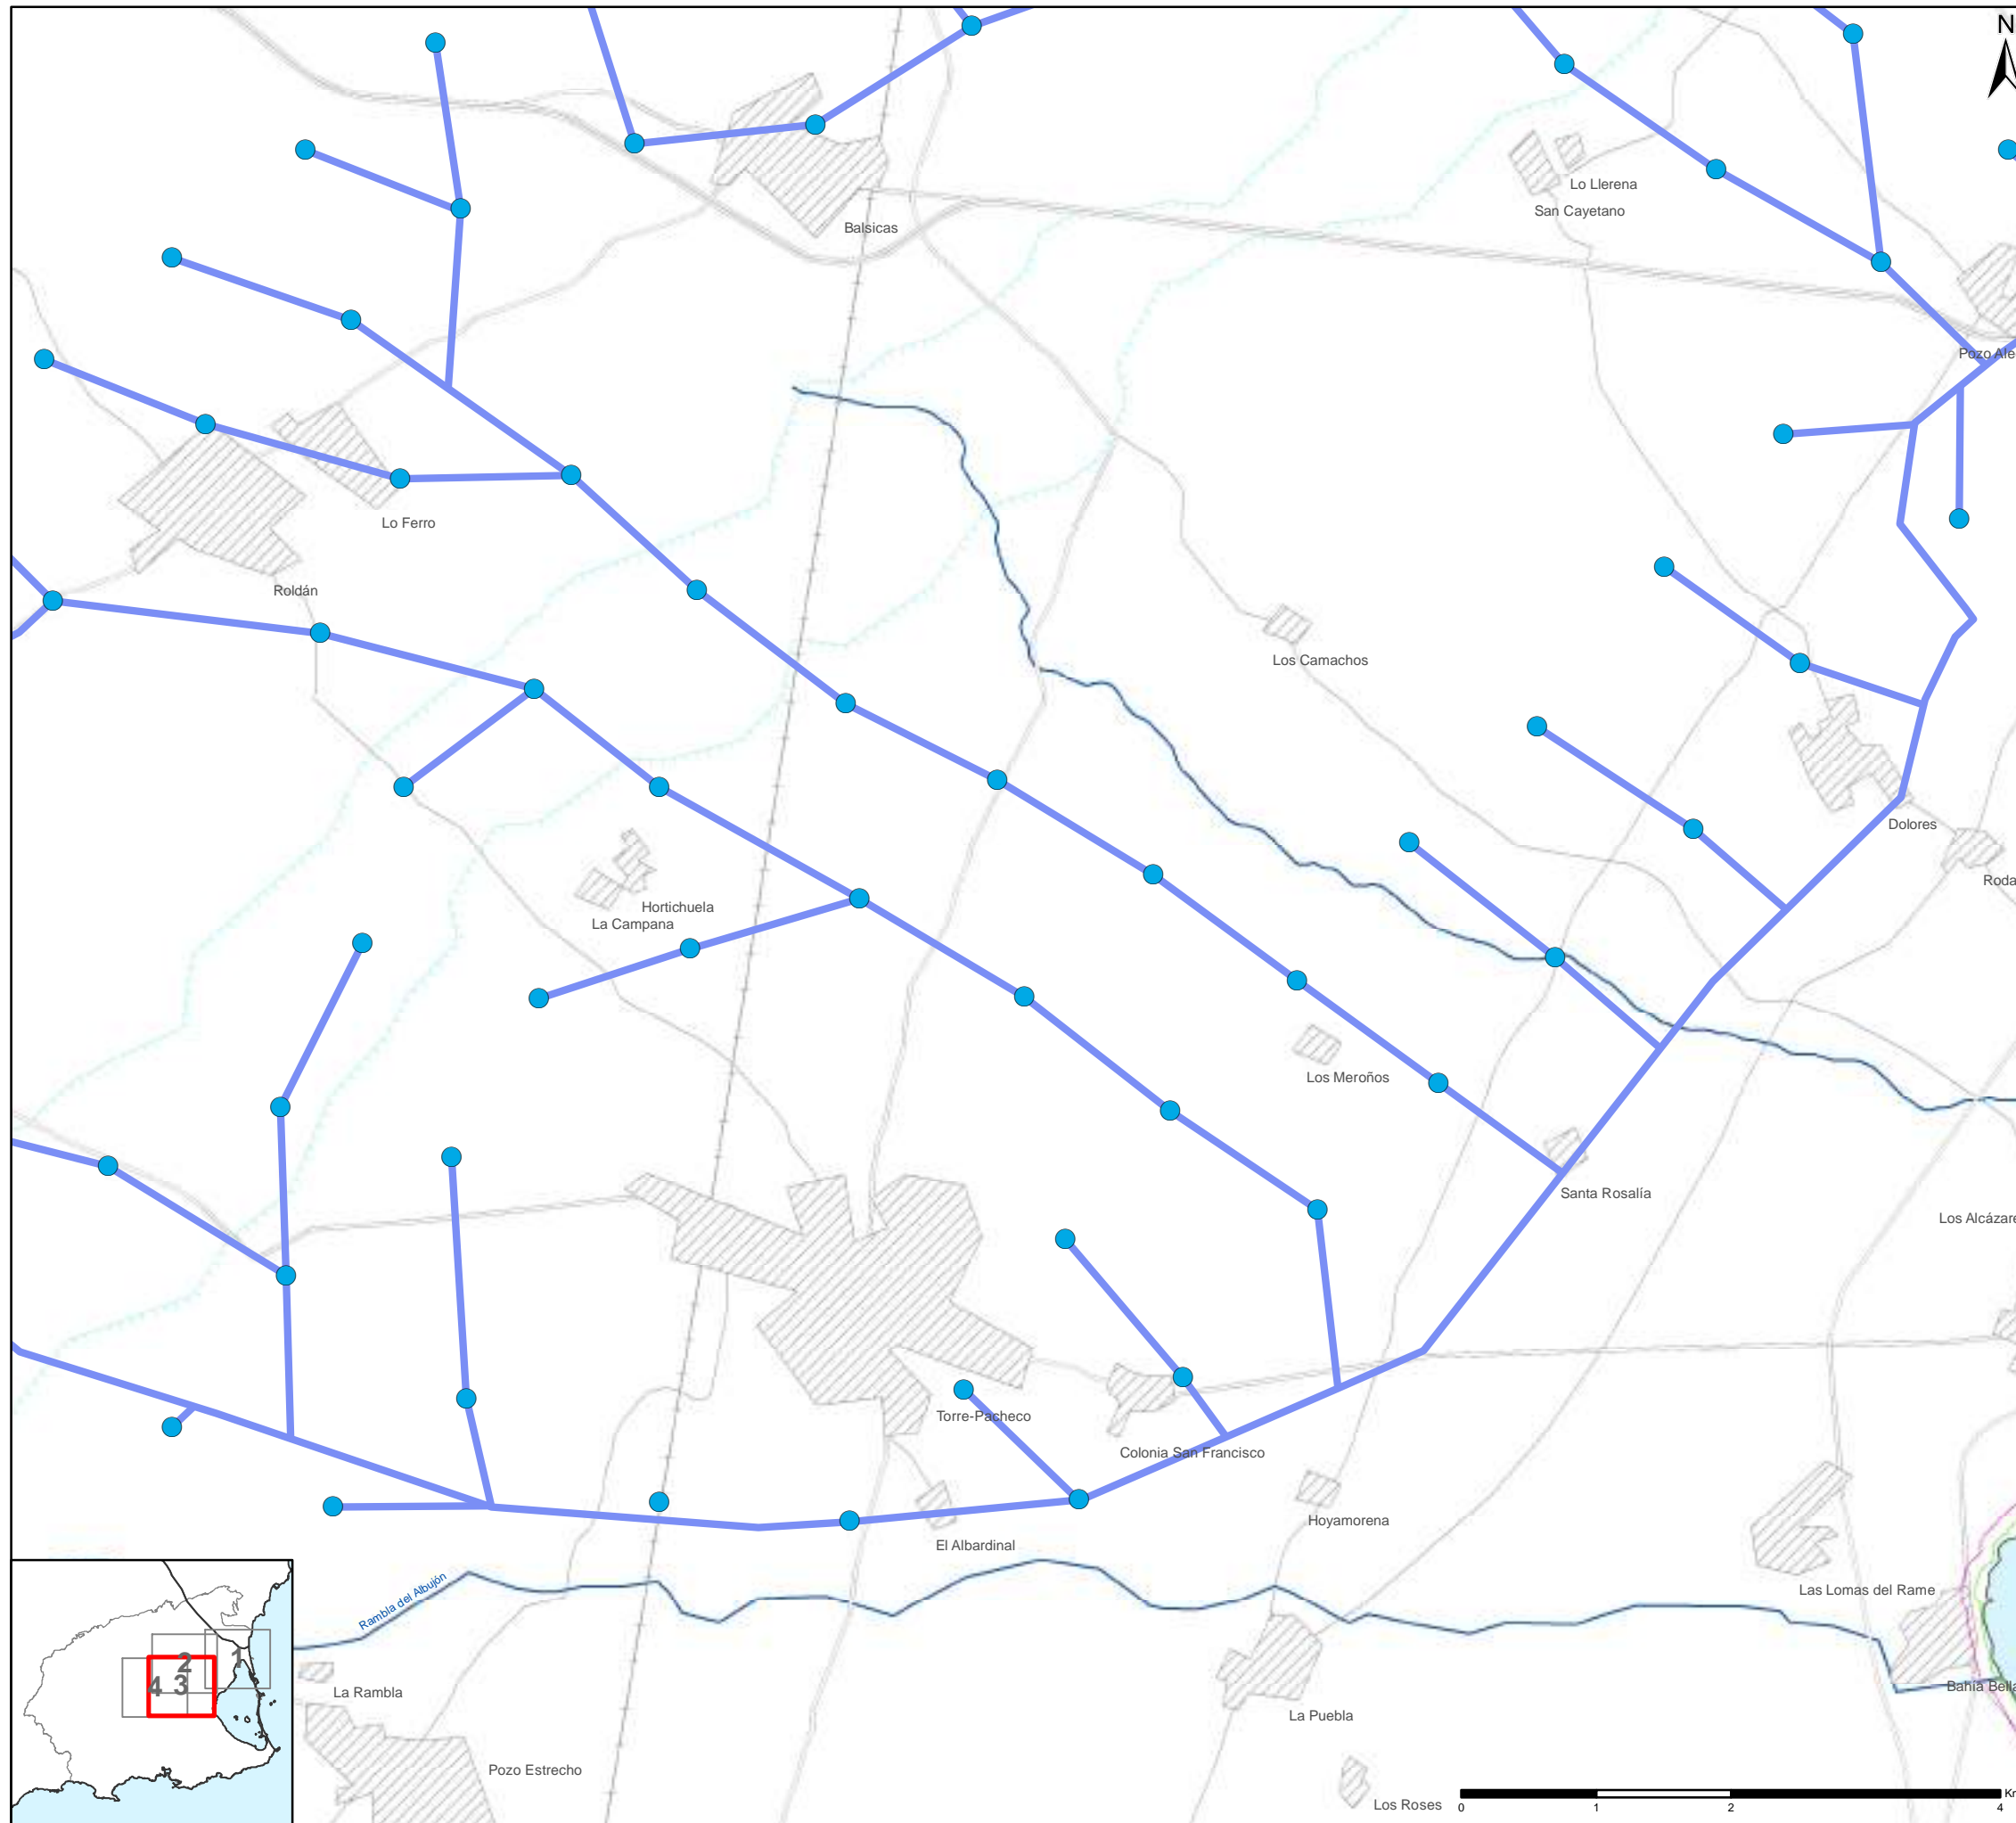 N
Lo Llerena
San Cayetano
Balsicas
Pozo Ale
Lo Ferro
Roldán
Los Camachos
Dolores
Roda
Hortichuela
La Campana
Los Meroños
Santa Rosalía
Los Alcázare
Torre-Pacheco
Colonia San Francisco
Hoyamorena
El Albardinal
Rambla del Albujón
Las Lomas del Rame
1
2
3
4
La Rambla
Bahía Bella
La Puebla
Pozo Estrecho
Los Roses
Km
0 1 2 4